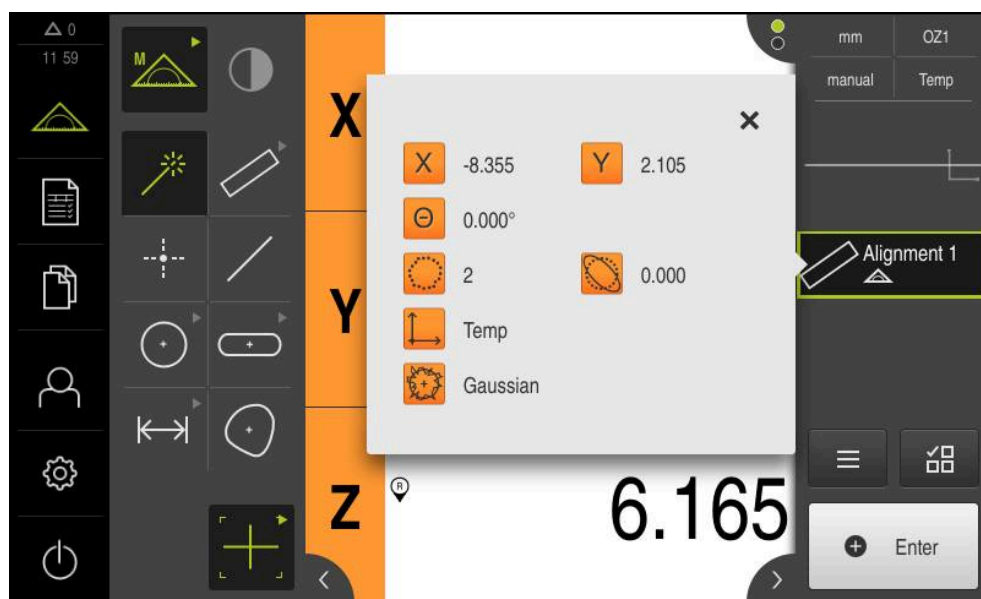 0
11 59
M
X
Y
Z
X -8.355 Y 2.105
Θ 0.000°
2 0.000
Temp
Gaussian
R
6.165
mm OZ1
manual Temp
Alignment 1
Enter